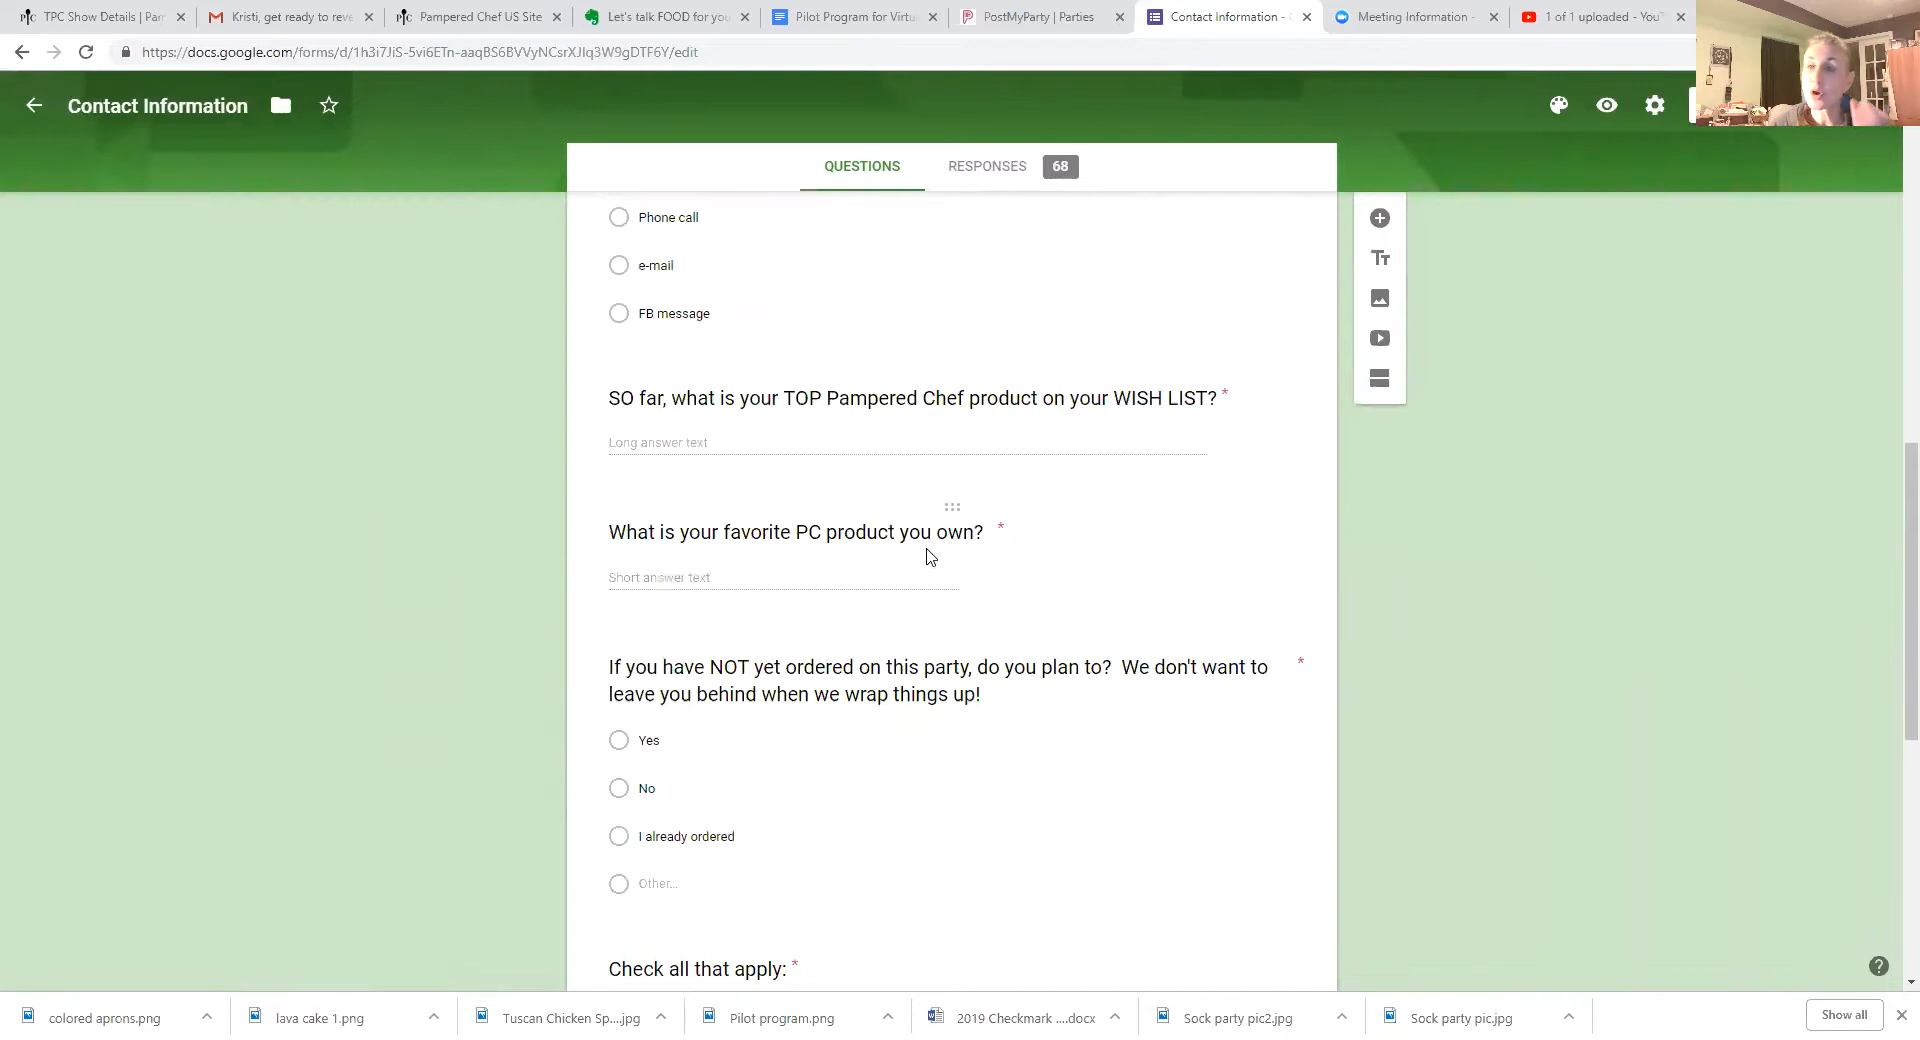 TPC Show Details | Pam
Kristi, get ready to reve
Pampered Chef US Site
Let's talk FOOD for you
Pilot Program for Virtu
PostMyParty | Parties
Contact Information -
Meeting Information -
1 of 1 uploaded - YouT
https://docs.google.com/forms/d/1h3i7JiS-5vi6ETn-aaqBS6BVVyNCsrXJIq3W9gDTF6Y/edit
Contact Information
QUESTIONS
RESPONSES 68
Phone call
e-mail
FB message
SO far, what is your TOP Pampered Chef product on your WISH LIST? *
Long answer text
What is your favorite PC product you own? *
Short answer text
If you have NOT yet ordered on this party, do you plan to? We don't want to *
leave you behind when we wrap things up!
Yes
No
I already ordered
Other...
Check all that apply: *
colored aprons.png
lava cake 1.png
Tuscan Chicken Sp....jpg
Pilot program.png
2019 Checkmark ....docx
Sock party pic2.jpg
Sock party pic.jpg
Show all